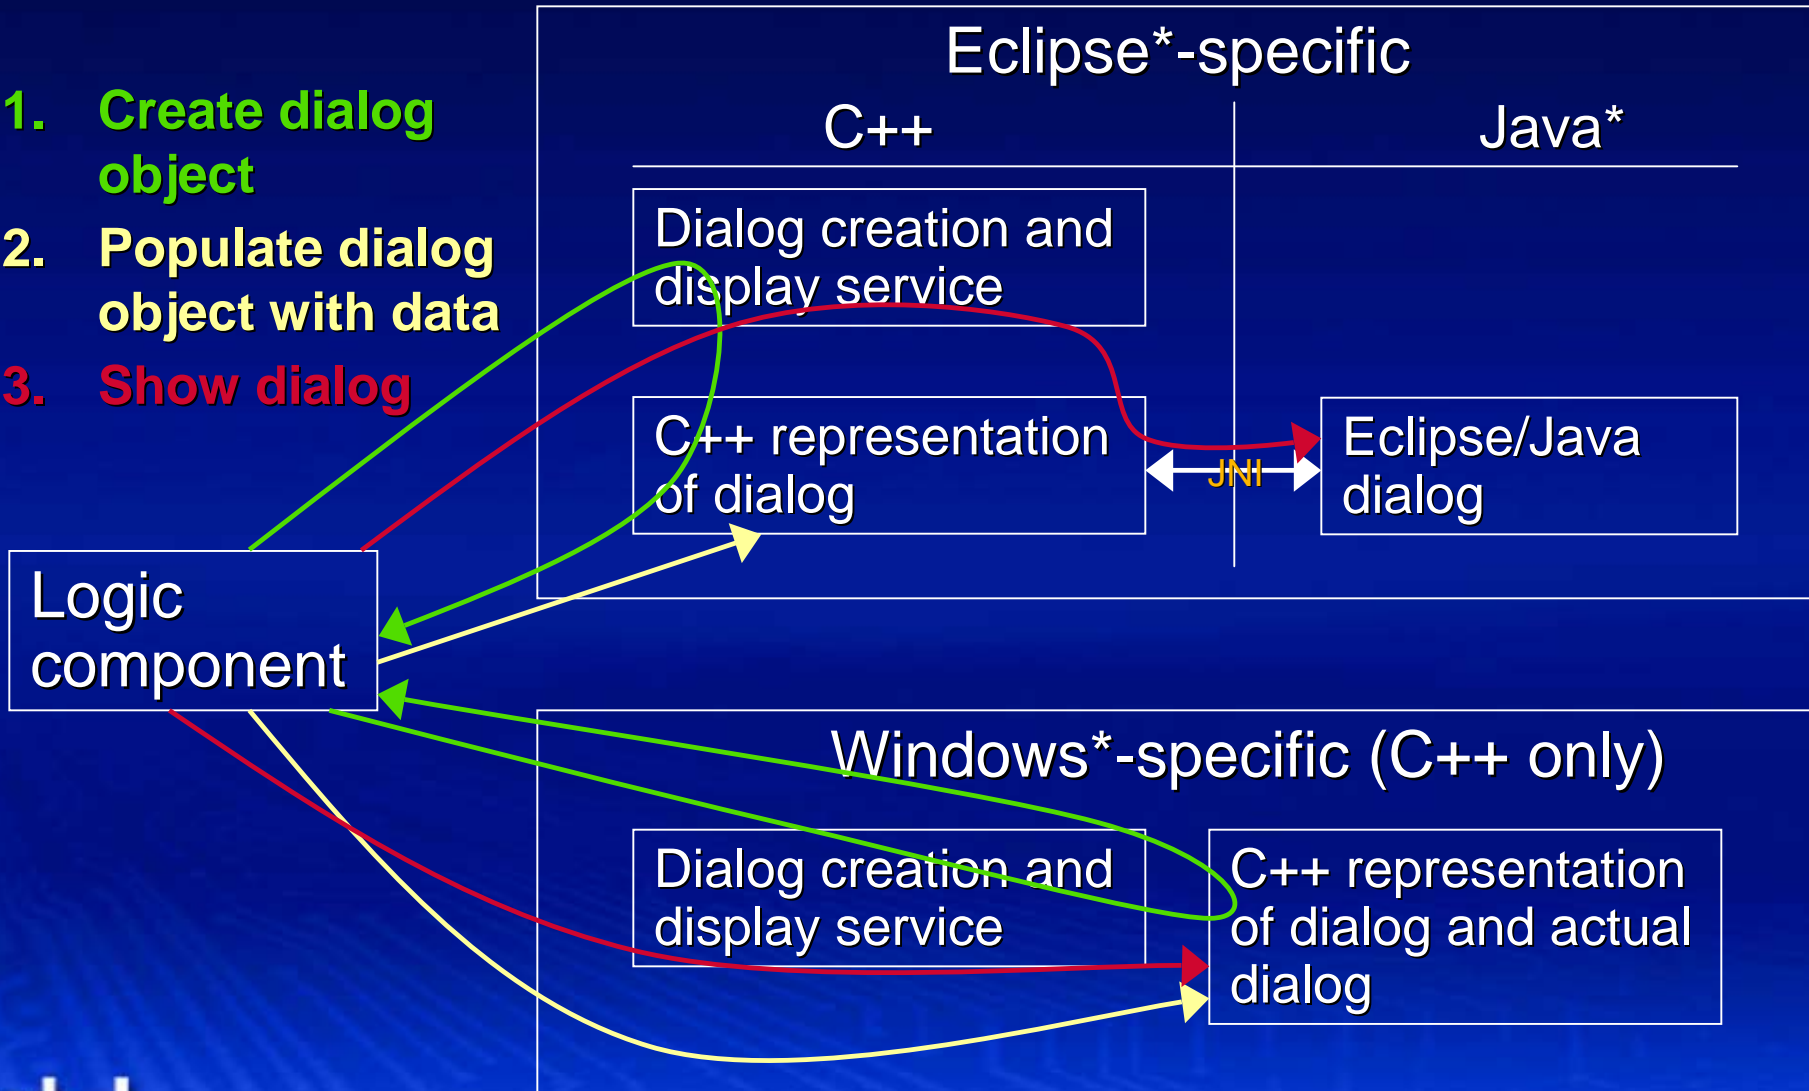 1. Create dialog
object
2. Populate dialog
object with data
3. Show dialog
Eclipse*-specific
C++
Java*
Dialog creation and
display service
C++ representation
of dialog
JNI
Eclipse/Java
dialog
Logic
component
Windows*-specific (C++ only)
Dialog creation and
display service
C++ representation
of dialog and actual
dialog